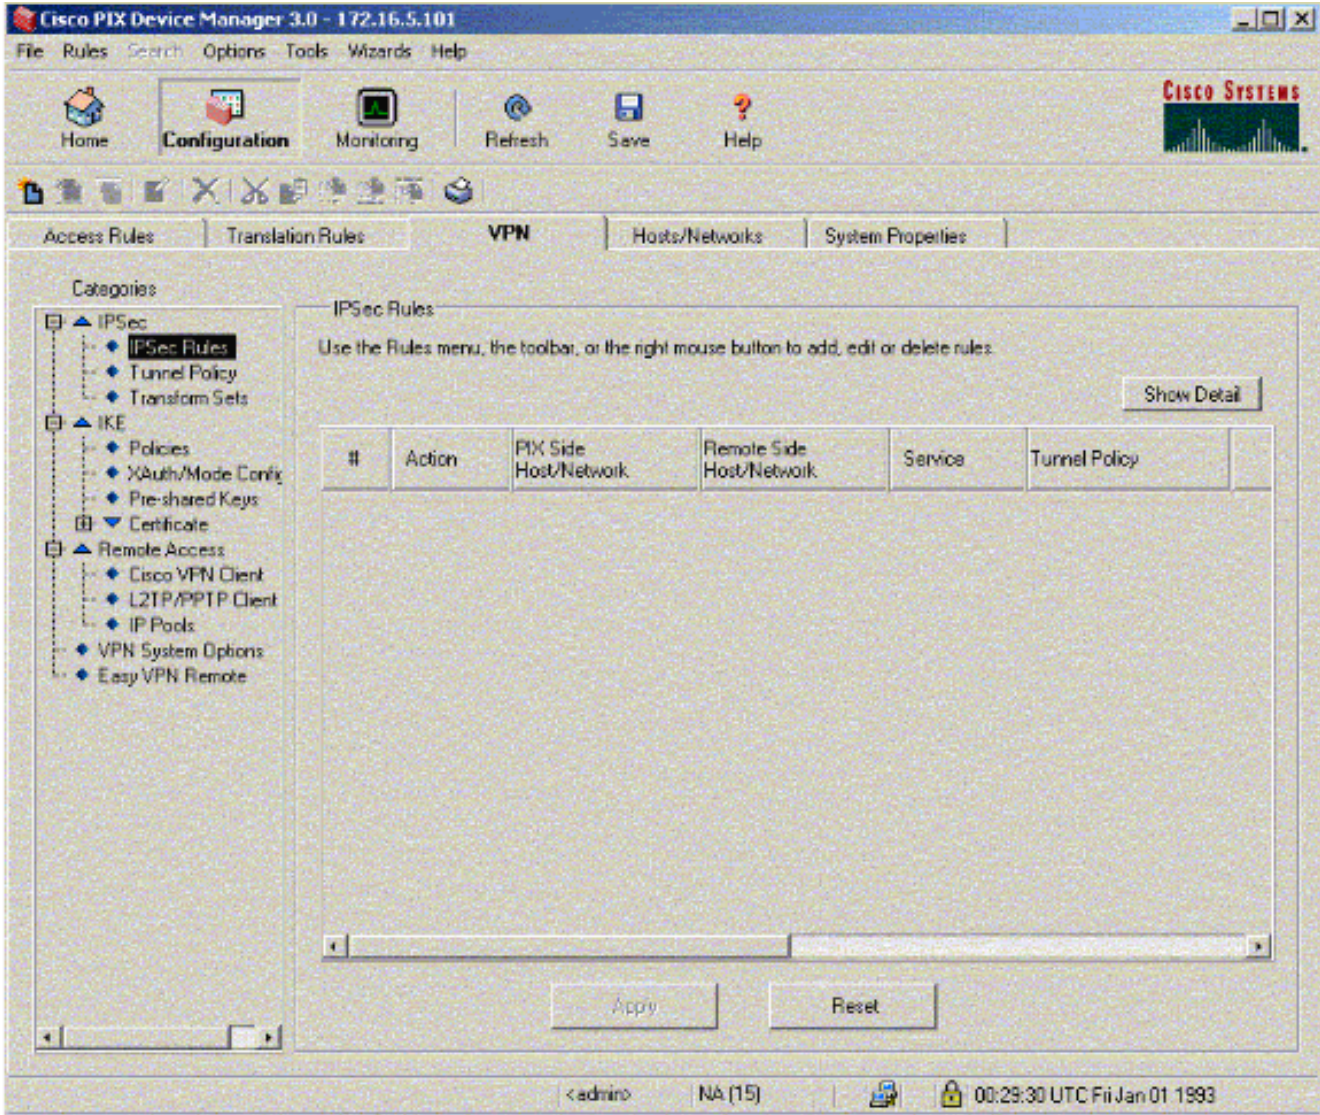 Cisco PIX Device Manager 3.0 - 172.16.5.101
File Rules Search Options Tools Wizards Help
Home Configuration Monitoring Refresh Save Help
CISCO SYSTEMS
Access Rules Translation Rules VPN Hosts/Networks System Properties
Categories
IPSec
IPSec Rules
Tunnel Policy
Transform Sets
IKE
Policies
XAuth/Mode Config
Pre-shared Keys
Certificate
Remote Access
Cisco VPN Client
L2TP/PPTP Client
IP Pools
VPN System Options
Easy VPN Remote
IPSec Rules
Use the Rules menu, the toolbar, or the right mouse button to add, edit or delete rules.
Show Detail
# Action PIX Side Host/Network Remote Side Host/Network Service Tunnel Policy
Apply Reset
<admin> NA (15) 00:29:30 UTC Fri Jan 01 1993